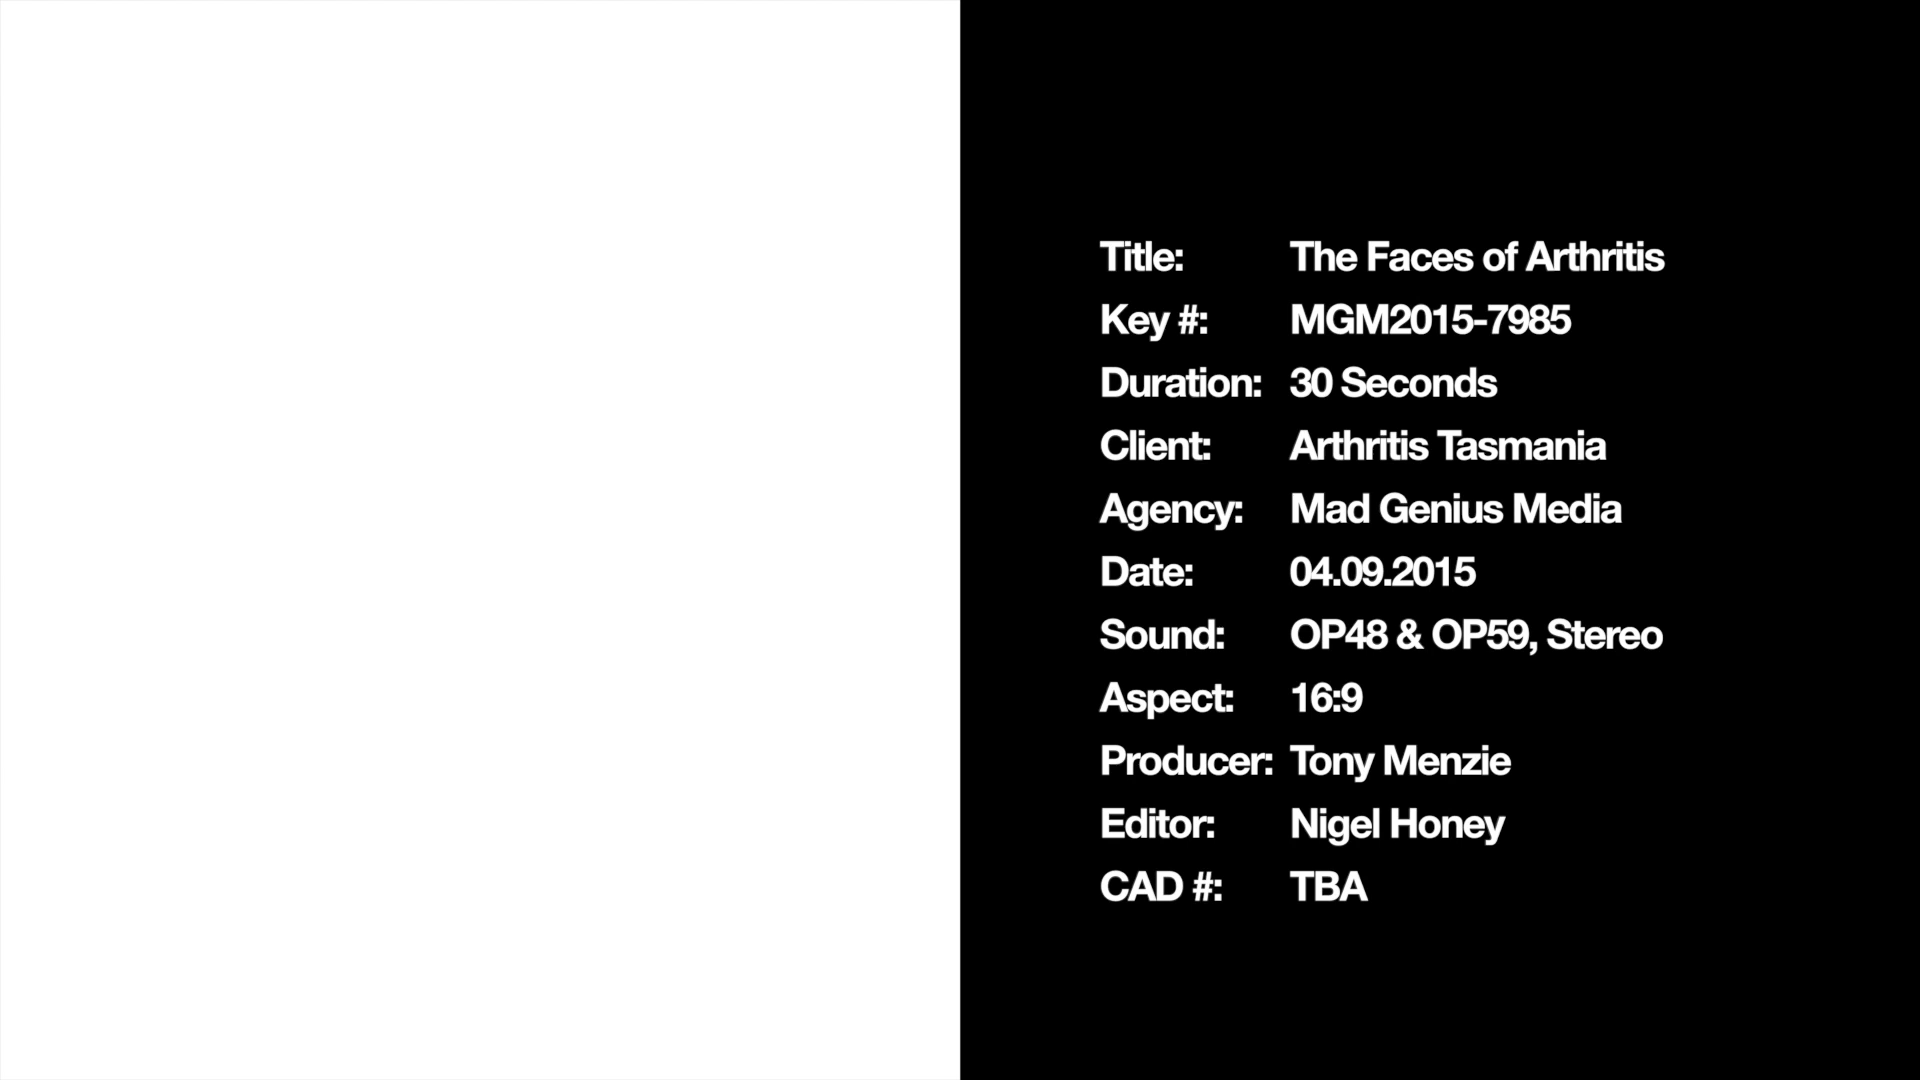 Title: The Faces of Arthritis
Key #: MGM2015-7985
Duration: 30 Seconds
Client: Arthritis Tasmania
Agency: Mad Genius Media
Date: 04.09.2015
Sound: OP48 & OP59, Stereo
Aspect: 16:9
Producer: Tony Menzie
Editor: Nigel Honey
CAD #: TBA